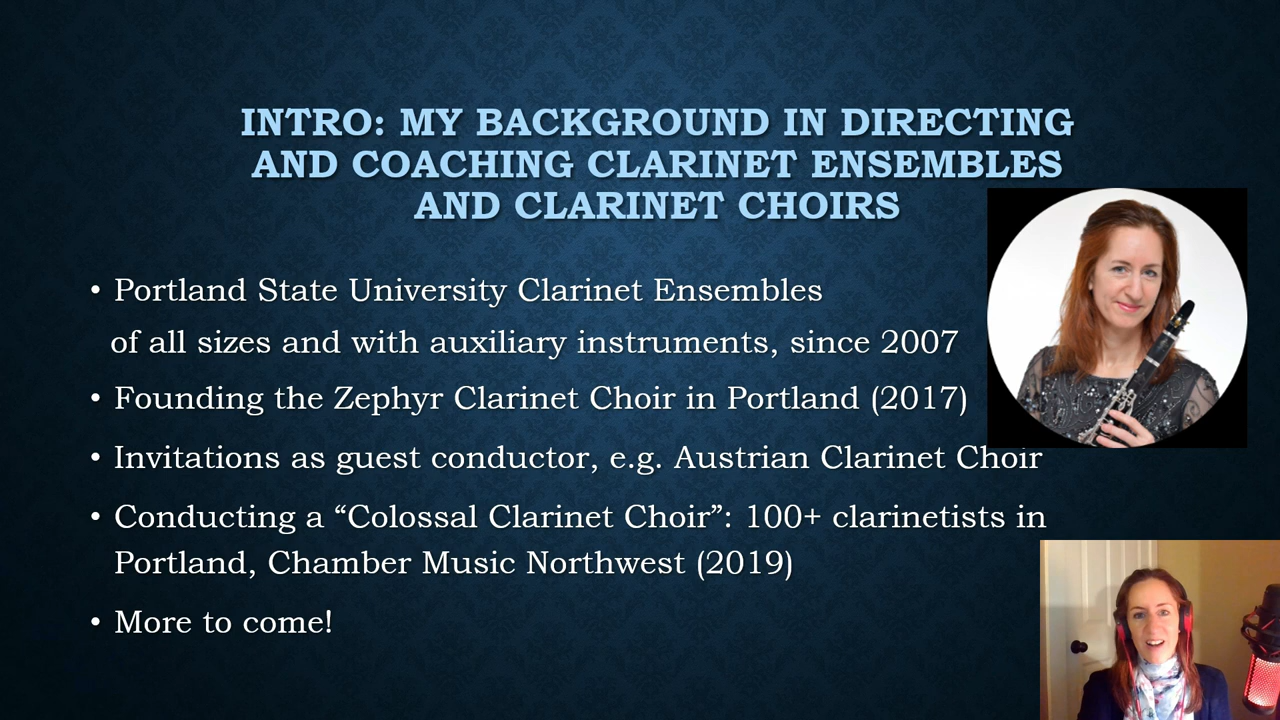 INTRO: MY BACKGROUND IN DIRECTING
AND COACHING CLARINET ENSEMBLES
AND CLARINET CHOIRS
• Portland State University Clarinet Ensembles
of all sizes and with auxiliary instruments, since 2007
• Founding the Zephyr Clarinet Choir in Portland (2017)
• Invitations as guest conductor, e.g. Austrian Clarinet Choir
• Conducting a “Colossal Clarinet Choir”: 100+ clarinetists in
Portland, Chamber Music Northwest (2019)
• More to come!